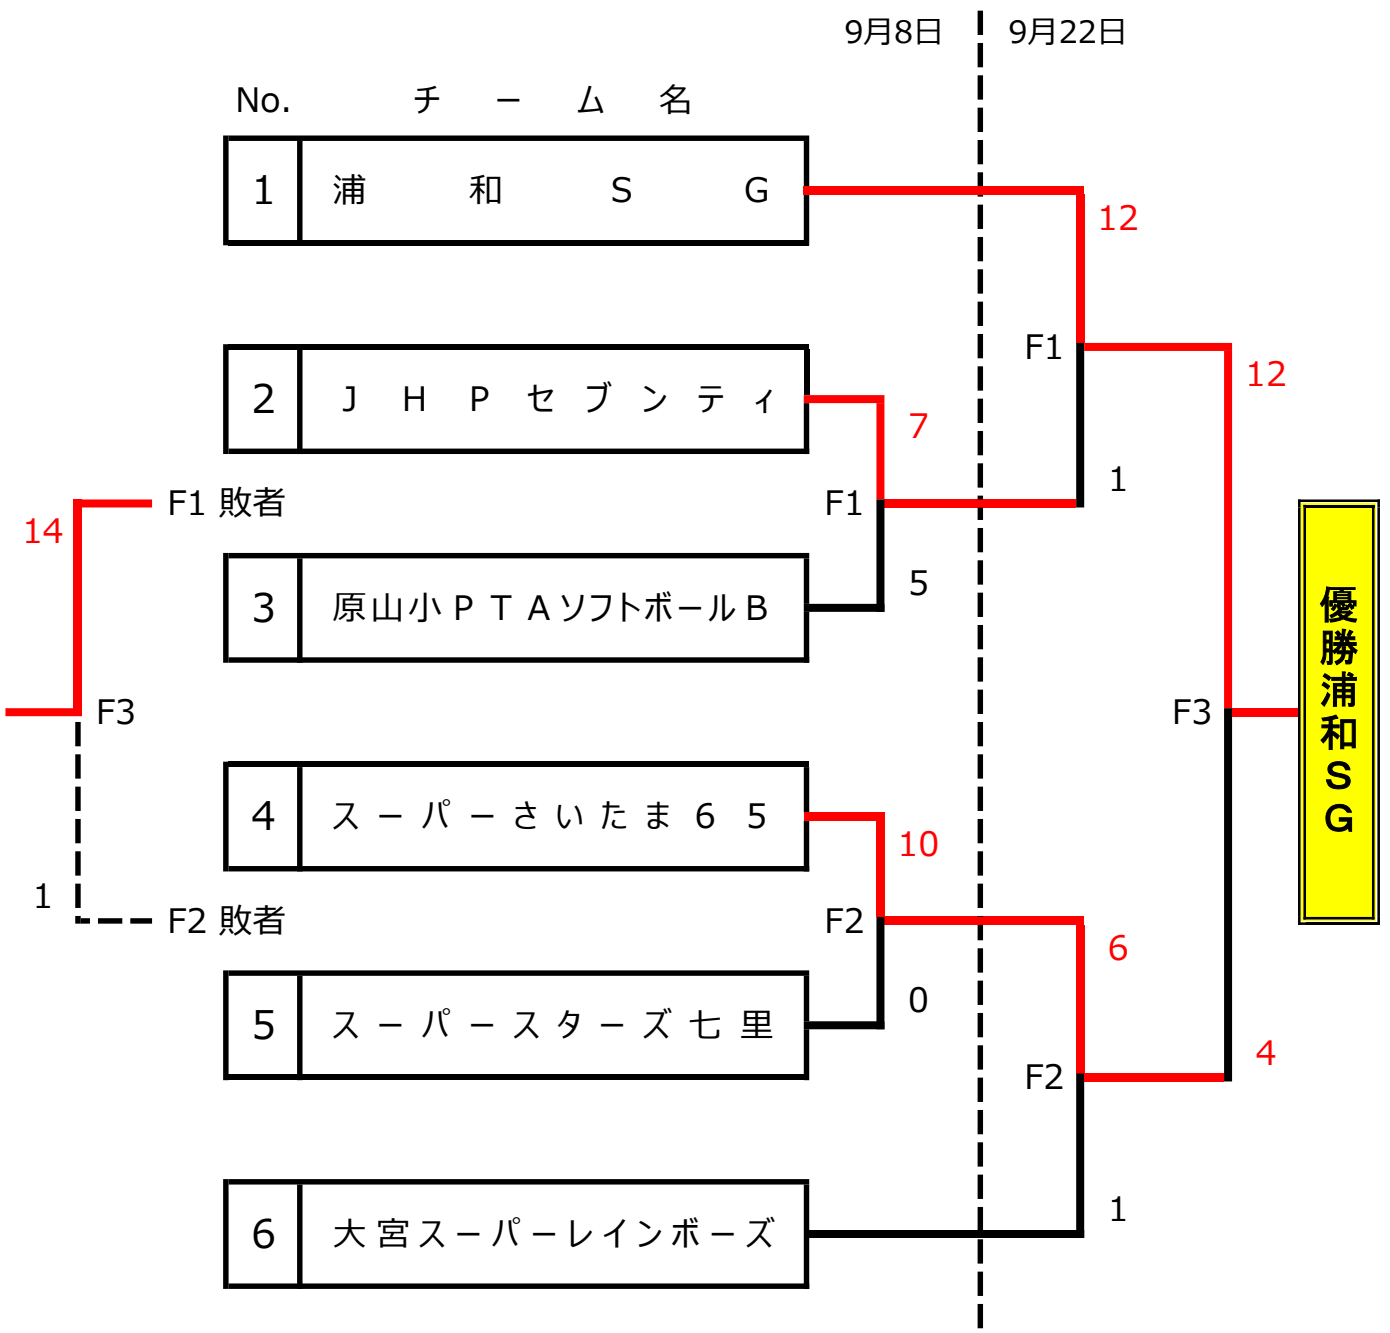 9月8日 9月22日
No. チーム名
1 浦和SG
12
2 JHPセブンティ
F1
12
7
1
F1 敗者
F1
14
3 原山小PTAソフトボールB
5
F3
F3
優勝浦和SG
4 スーパーさいたま65
10
1
F2 敗者
F2
6
5 スーパースターズ七里
0
4
F2
1
6 大宮スーパーレインボーズ